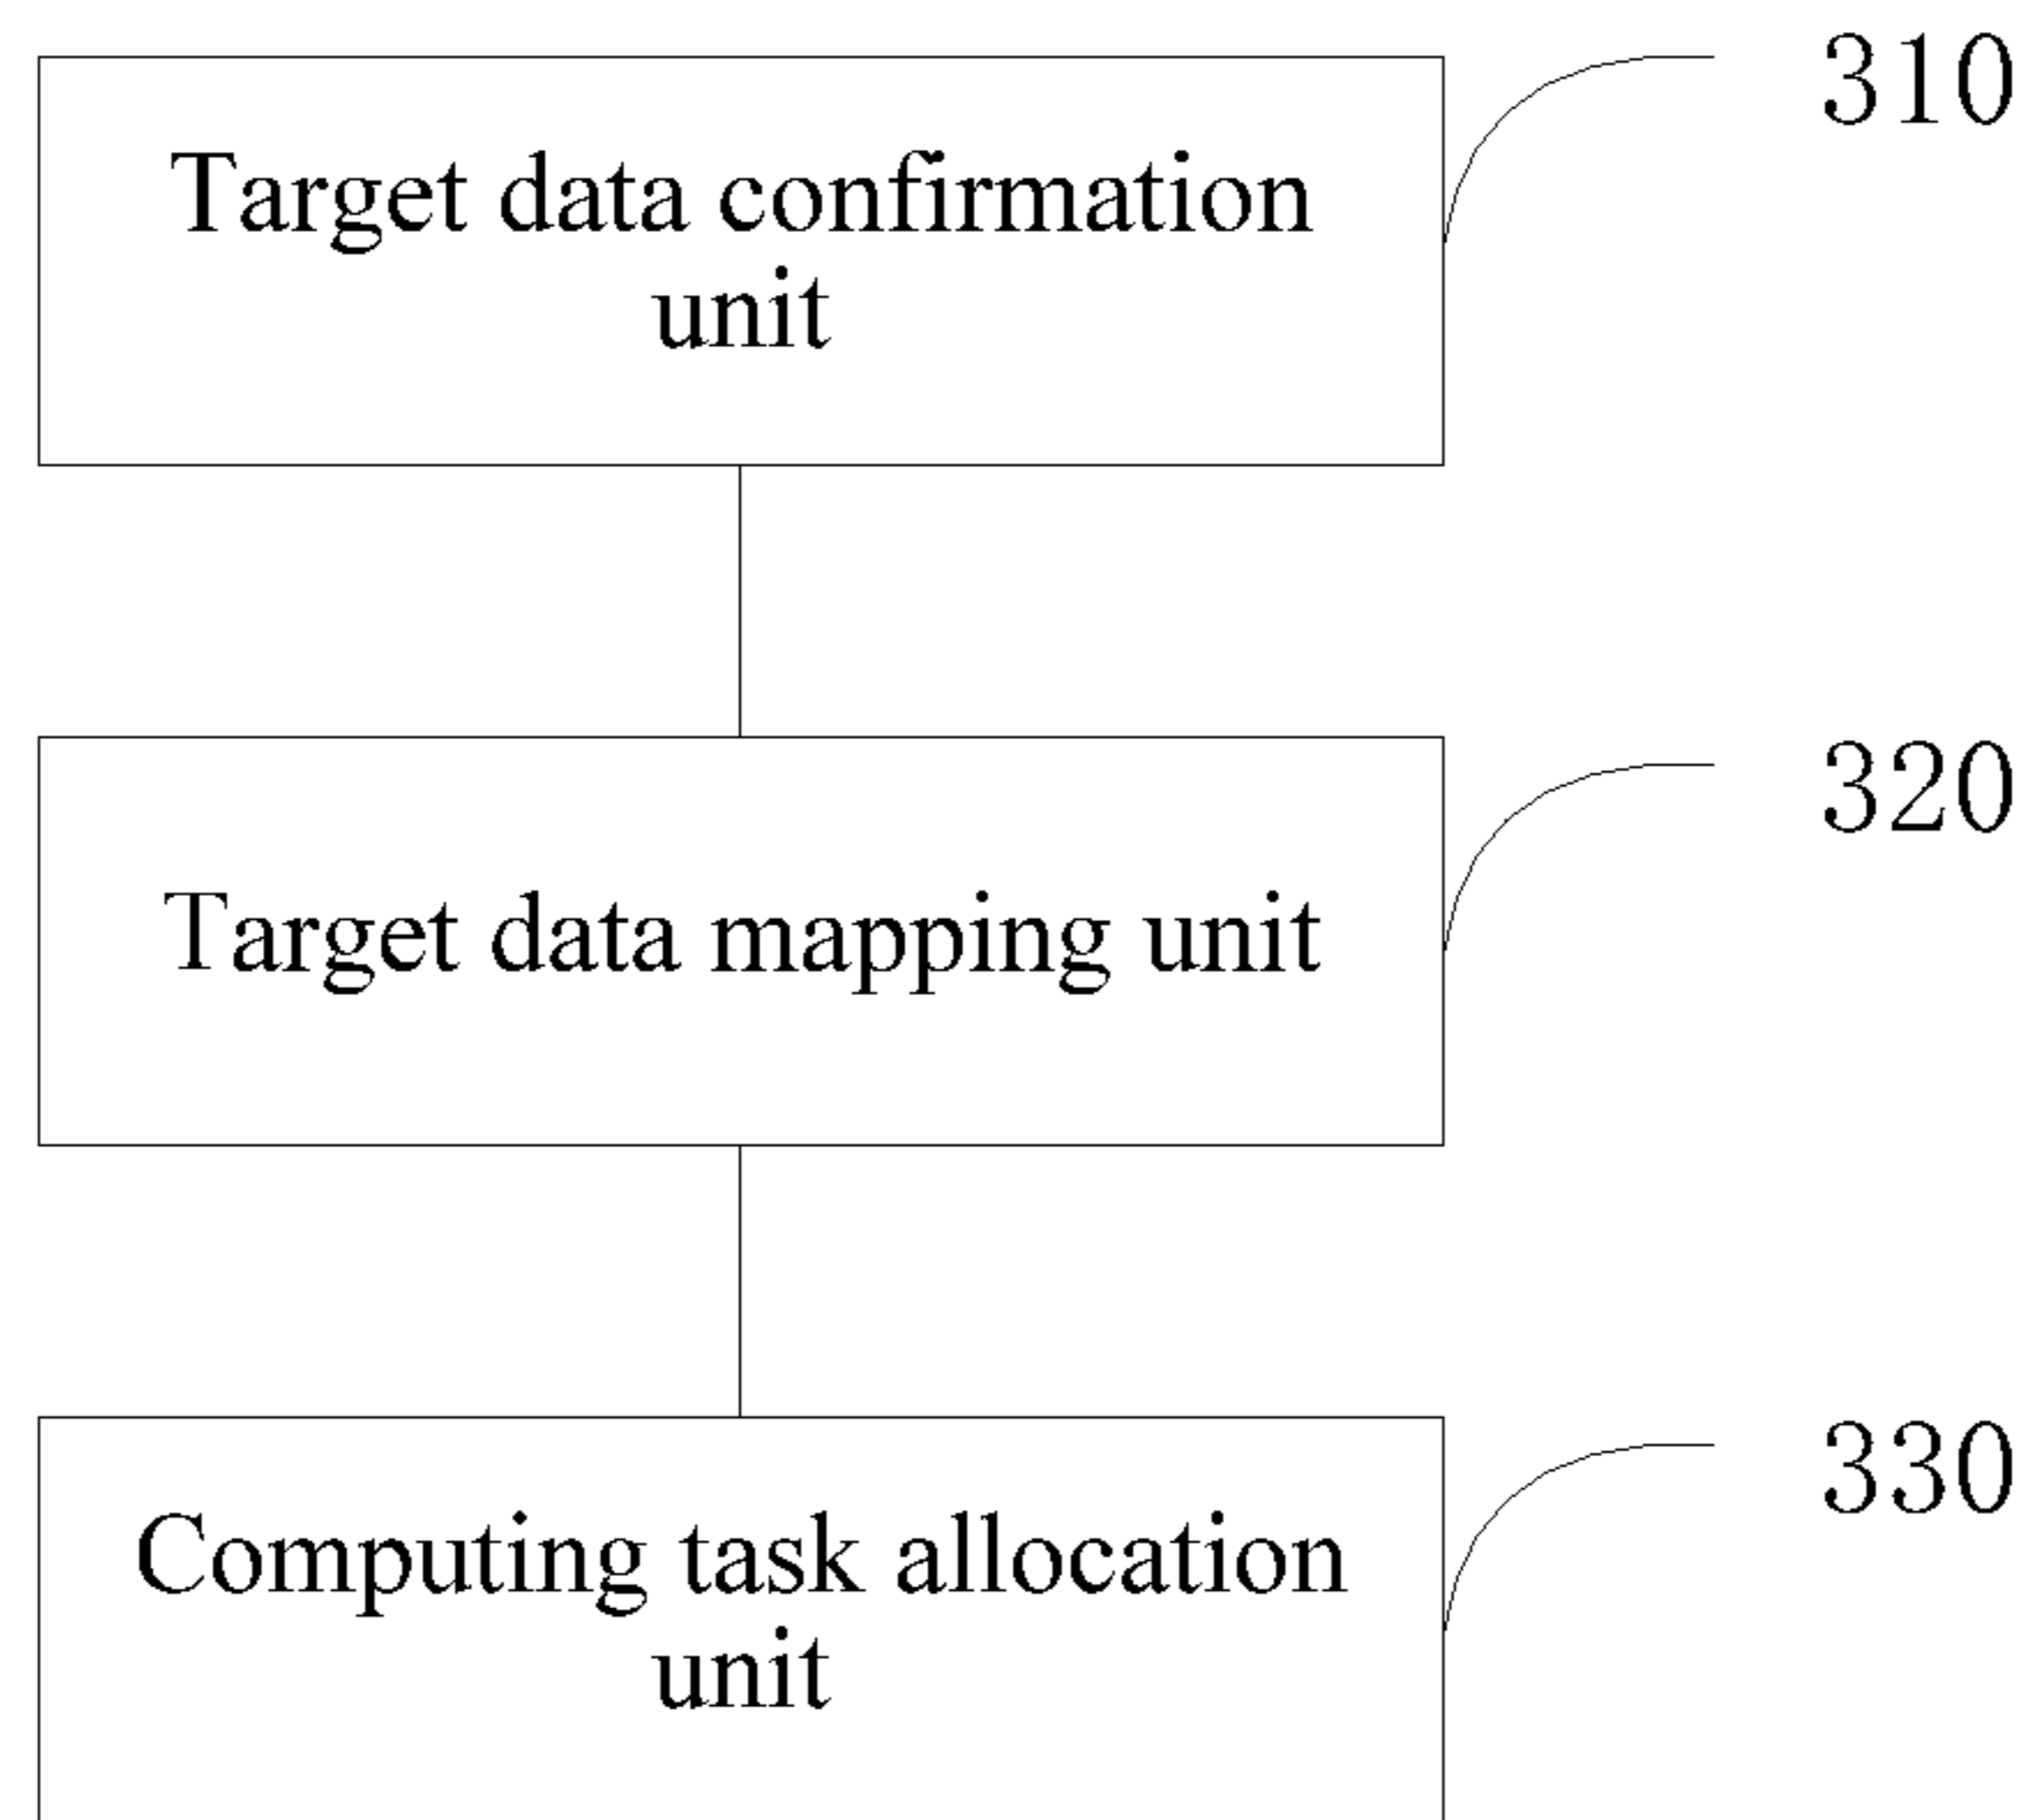 310
Target data confirmation
unit
320
Target data mapping unit
330
Computing task allocation
unit